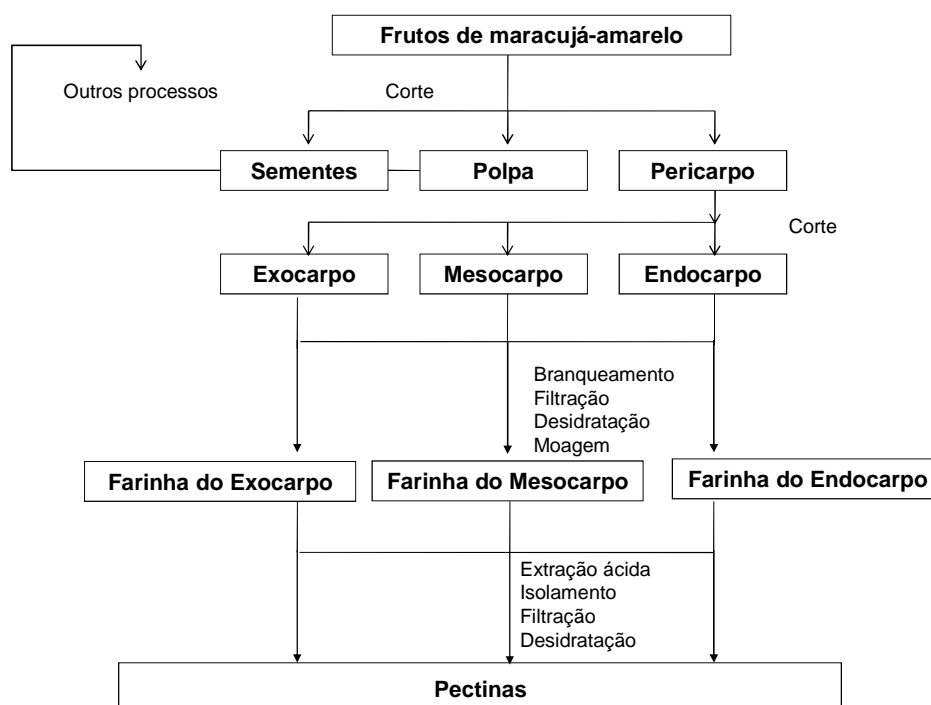 Frutos de maracujá-amarelo
Outros processos
Corte
Sementes
Polpa
Pericarpo
Corte
Exocarpo
Mesocarpo
Endocarpo
Branqueamento
Filtração
Desidratação
Moagem
Farinha do Exocarpo
Farinha do Mesocarpo
Farinha do Endocarpo
Extração ácida
Isolamento
Filtração
Desidratação
Pectinas